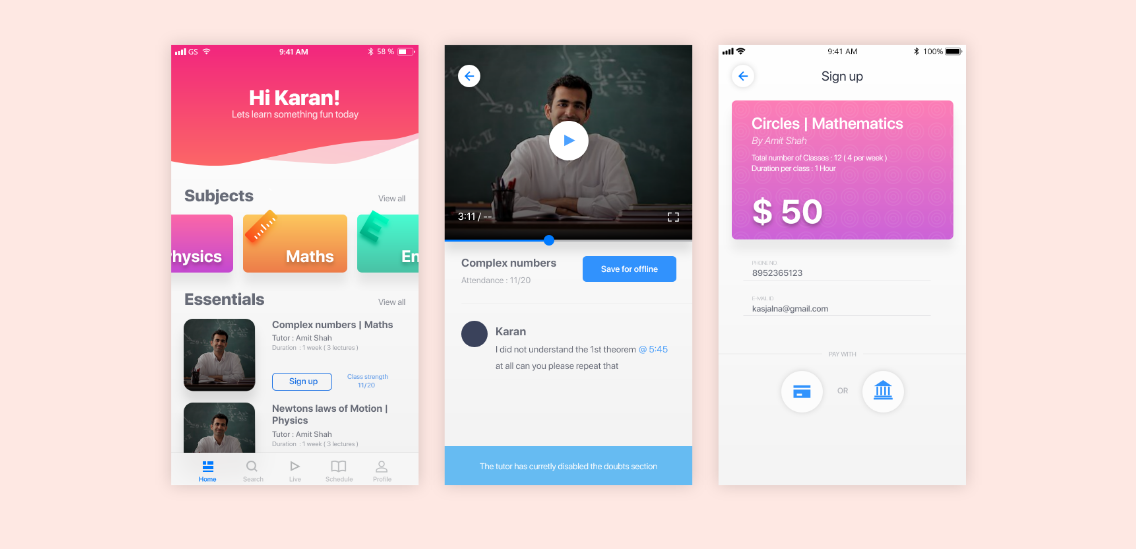 GS
9:41 AM
58 %
Hi Karan!
Lets learn something fun today
Subjects
View all
hysics
Maths
E
En
Essentials
View all
Complex numbers | Maths
Tutor : Amit Shah
Duration : 1 week ( 3 lectures )
Sign up
Class strength
11/20
Newtons laws of Motion |
Physics
Tutor : Amit Shah
Duration : 1 week ( 3 lectures )
Home
Search
Live
Schedule
Profile
3:11 / --
Complex numbers
Attendance : 11/20
Save for offline
Karan
I did not understand the 1st theorem @ 5:45
at all can you please repeat that
The tutor has curretly disabled the doubts section
9:41 AM
100%
Sign up
Circles | Mathematics
By Amit Shah
Total number of Classes : 12 ( 4 per week )
Duration per class : 1 Hour
$ 50
PHONE NO
8952365123
E-MAIL ID
kasjalna@gmail.com
PAY WITH
OR